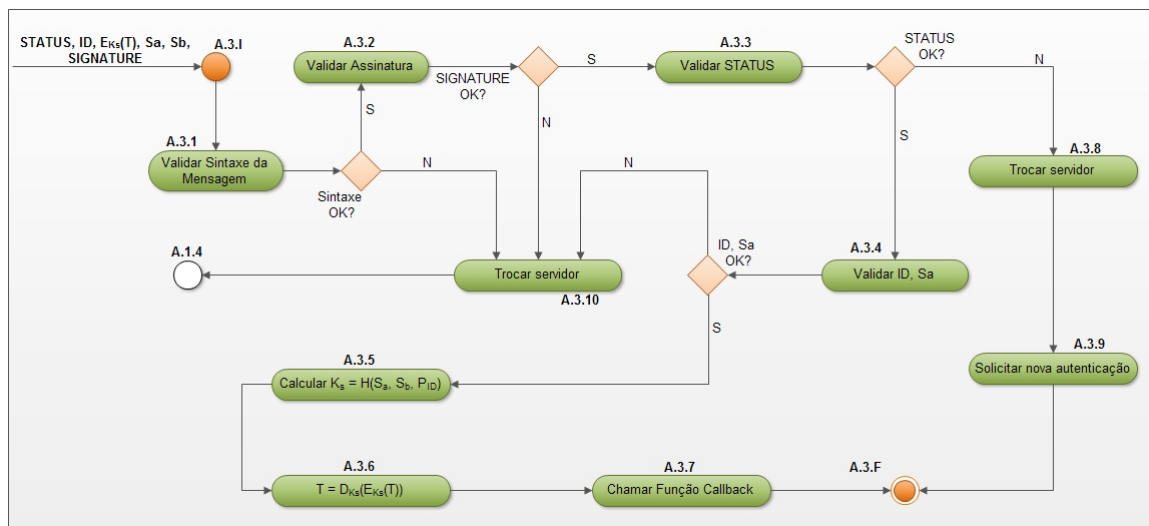 STATUS, ID, EKs(T), Sa, Sb,
SIGNATURE
A.3.I
A.3.2
Validar Assinatura
SIGNATURE
OK?
S
A.3.3
Validar STATUS
STATUS
OK?
N
S
N
S
A.3.1
Validar Sintaxe da
Mensagem
Sintaxe
OK?
N
N
A.3.8
Trocar servidor
A.1.4
Trocar servidor
A.3.10
ID, Sa
OK?
A.3.4
Validar ID, Sa
S
A.3.5
Calcular Ks = H(Sa, Sb, PID)
A.3.9
Solicitar nova autenticação
A.3.6
T = DKs(EKs(T))
A.3.7
Chamar Função Callback
A.3.F